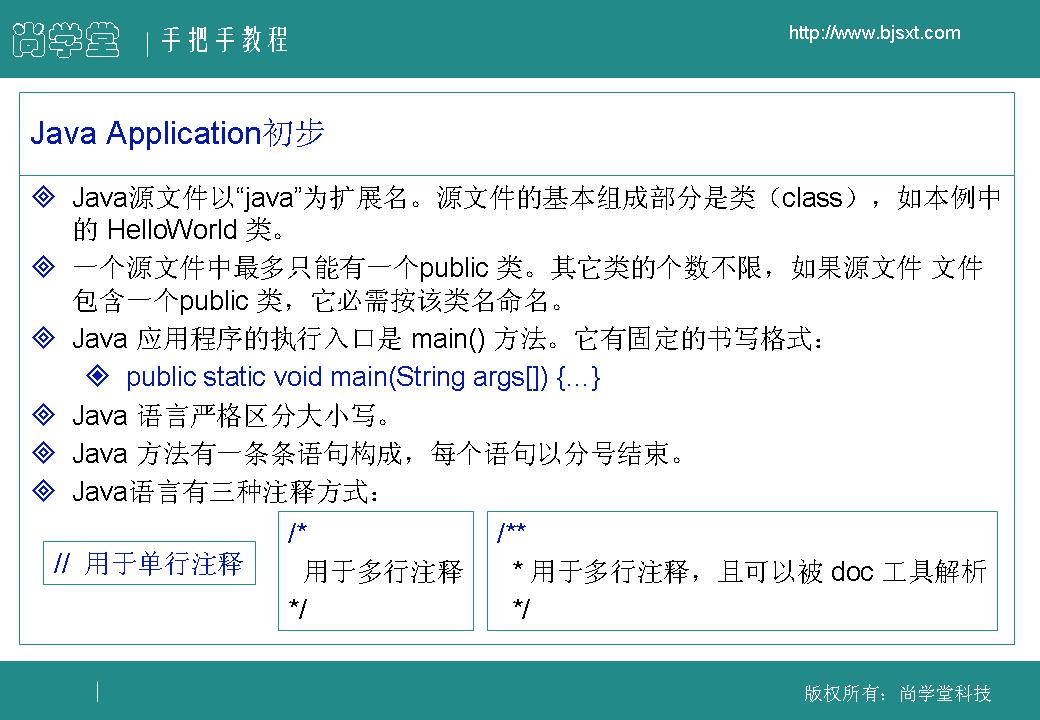 尚学堂 | 手把手教程
http://www.bjsxt.com
Java Application初步
Java源文件以“java”为扩展名。源文件的基本组成部分是类（class），如本例中
的 HelloWorld 类。
一个源文件中最多只能有一个public 类。其它类的个数不限，如果源文件 文件
包含一个public 类，它必需按该类名命名。
Java 应用程序的执行入口是 main() 方法。它有固定的书写格式：
public static void main(String args[]) {…}
Java 语言严格区分大小写。
Java 方法有一条条语句构成，每个语句以分号结束。
Java语言有三种注释方式：
// 用于单行注释
/*
用于多行注释
*/
/**
* 用于多行注释，且可以被 doc 工具解析
*/
版权所有：尚学堂科技